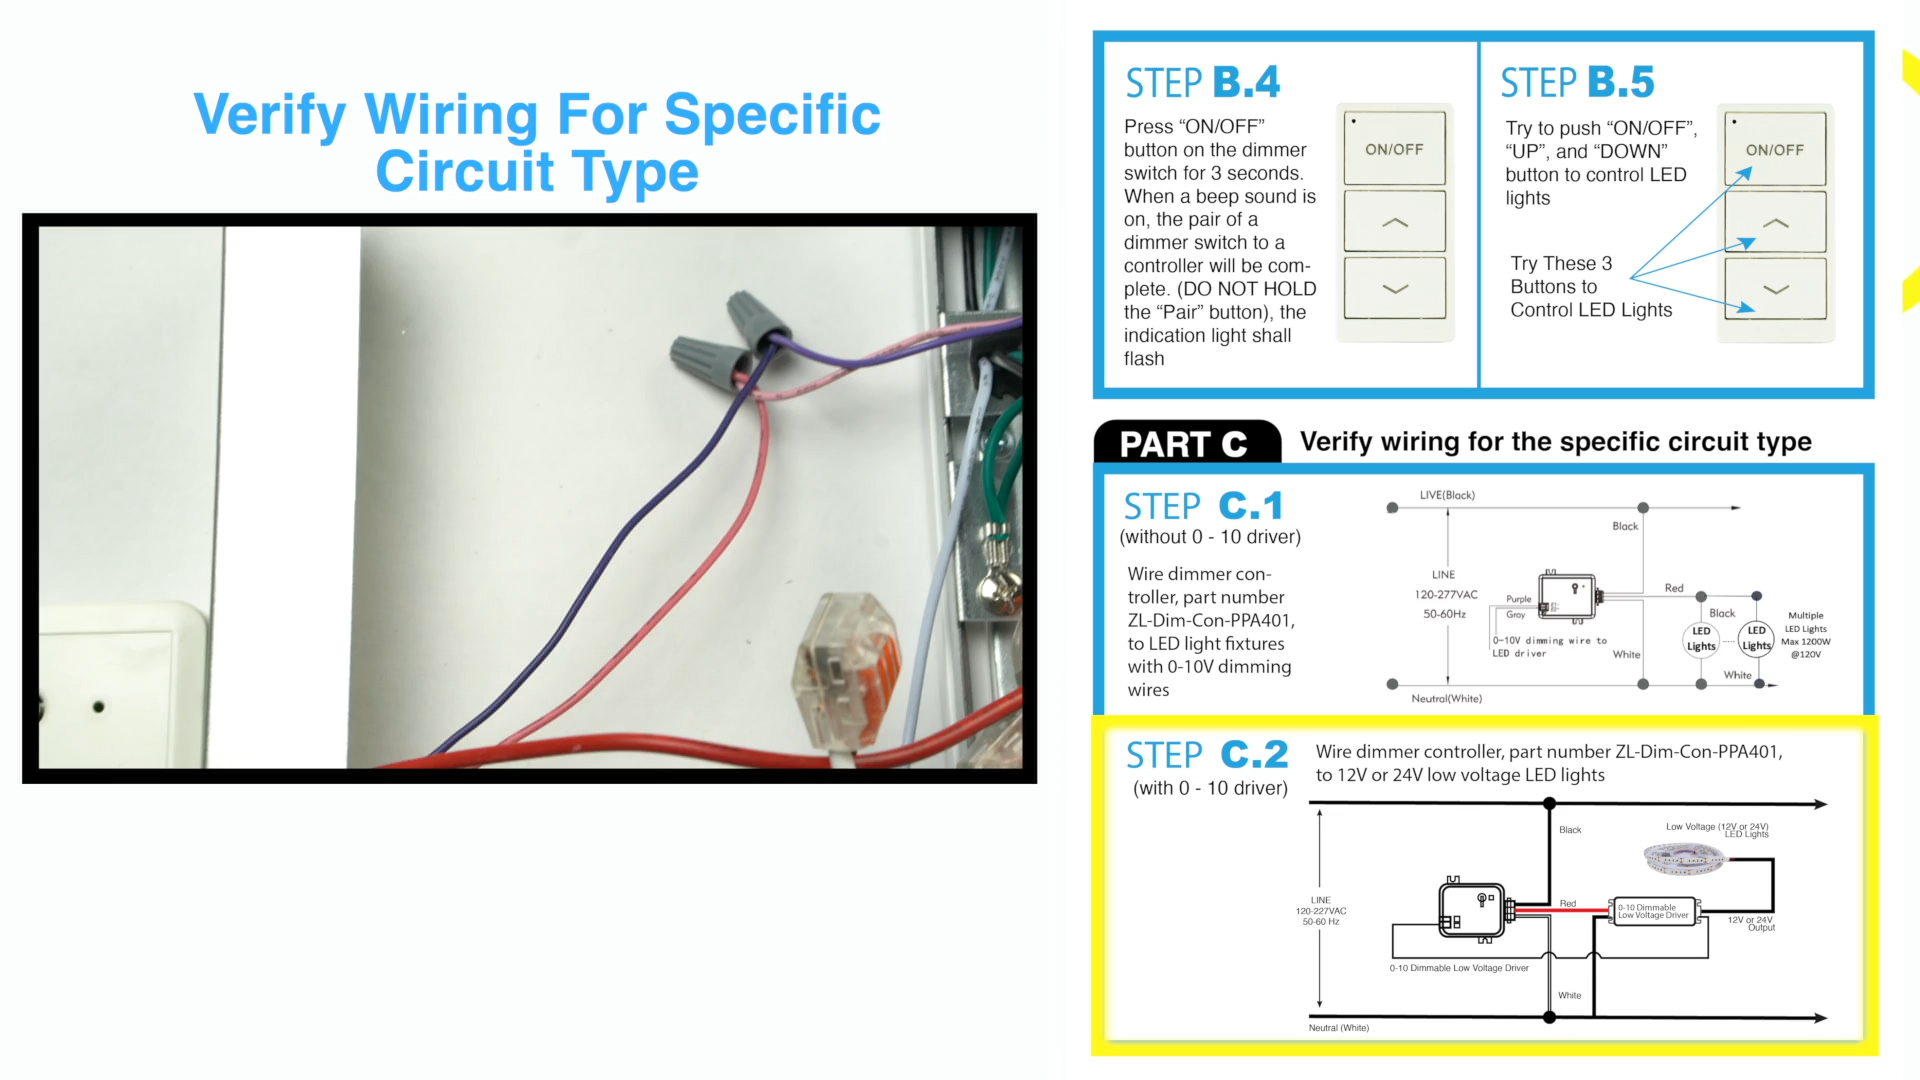 Verify Wiring For Specific
Circuit Type
STEP B.4
Press “ON/OFF”
button on the dimmer
switch for 3 seconds.
When a beep sound is
on, the pair of a
dimmer switch to a
controller will be com-
plete. (DO NOT HOLD
the “Pair” button), the
indication light shall
flash
ON/OFF
STEP B.5
Try to push “ON/OFF”,
“UP”, and “DOWN”
button to control LED
lights
Try These 3
Buttons to
Control LED Lights
ON/OFF
PART C
Verify wiring for the specific circuit type
STEP C.1
(without 0 - 10 driver)
Wire dimmer con-
troller, part number
ZL-Dim-Con-PPA401,
to LED light fixtures
with 0-10V dimming
wires
LIVE(Black)
Black
LINE
120-277VAC
50-60Hz
Purple
Gray
0-10V dimming wire to
LED driver
Red
Black
White
LED
Lights
LED
Lights
Multiple
LED Lights
Max 1200W
@120V
White
Neutral(White)
STEP C.2
(with 0 - 10 driver)
Wire dimmer controller, part number ZL-Dim-Con-PPA401,
to 12V or 24V low voltage LED lights
Black
Low Voltage (12V or 24V)
LED Lights
LINE
120-227VAC
50-60 Hz
Red
0-10 Dimmable
Low Voltage Driver
12V or 24V
Output
0-10 Dimmable Low Voltage Driver
White
Neutral (White)